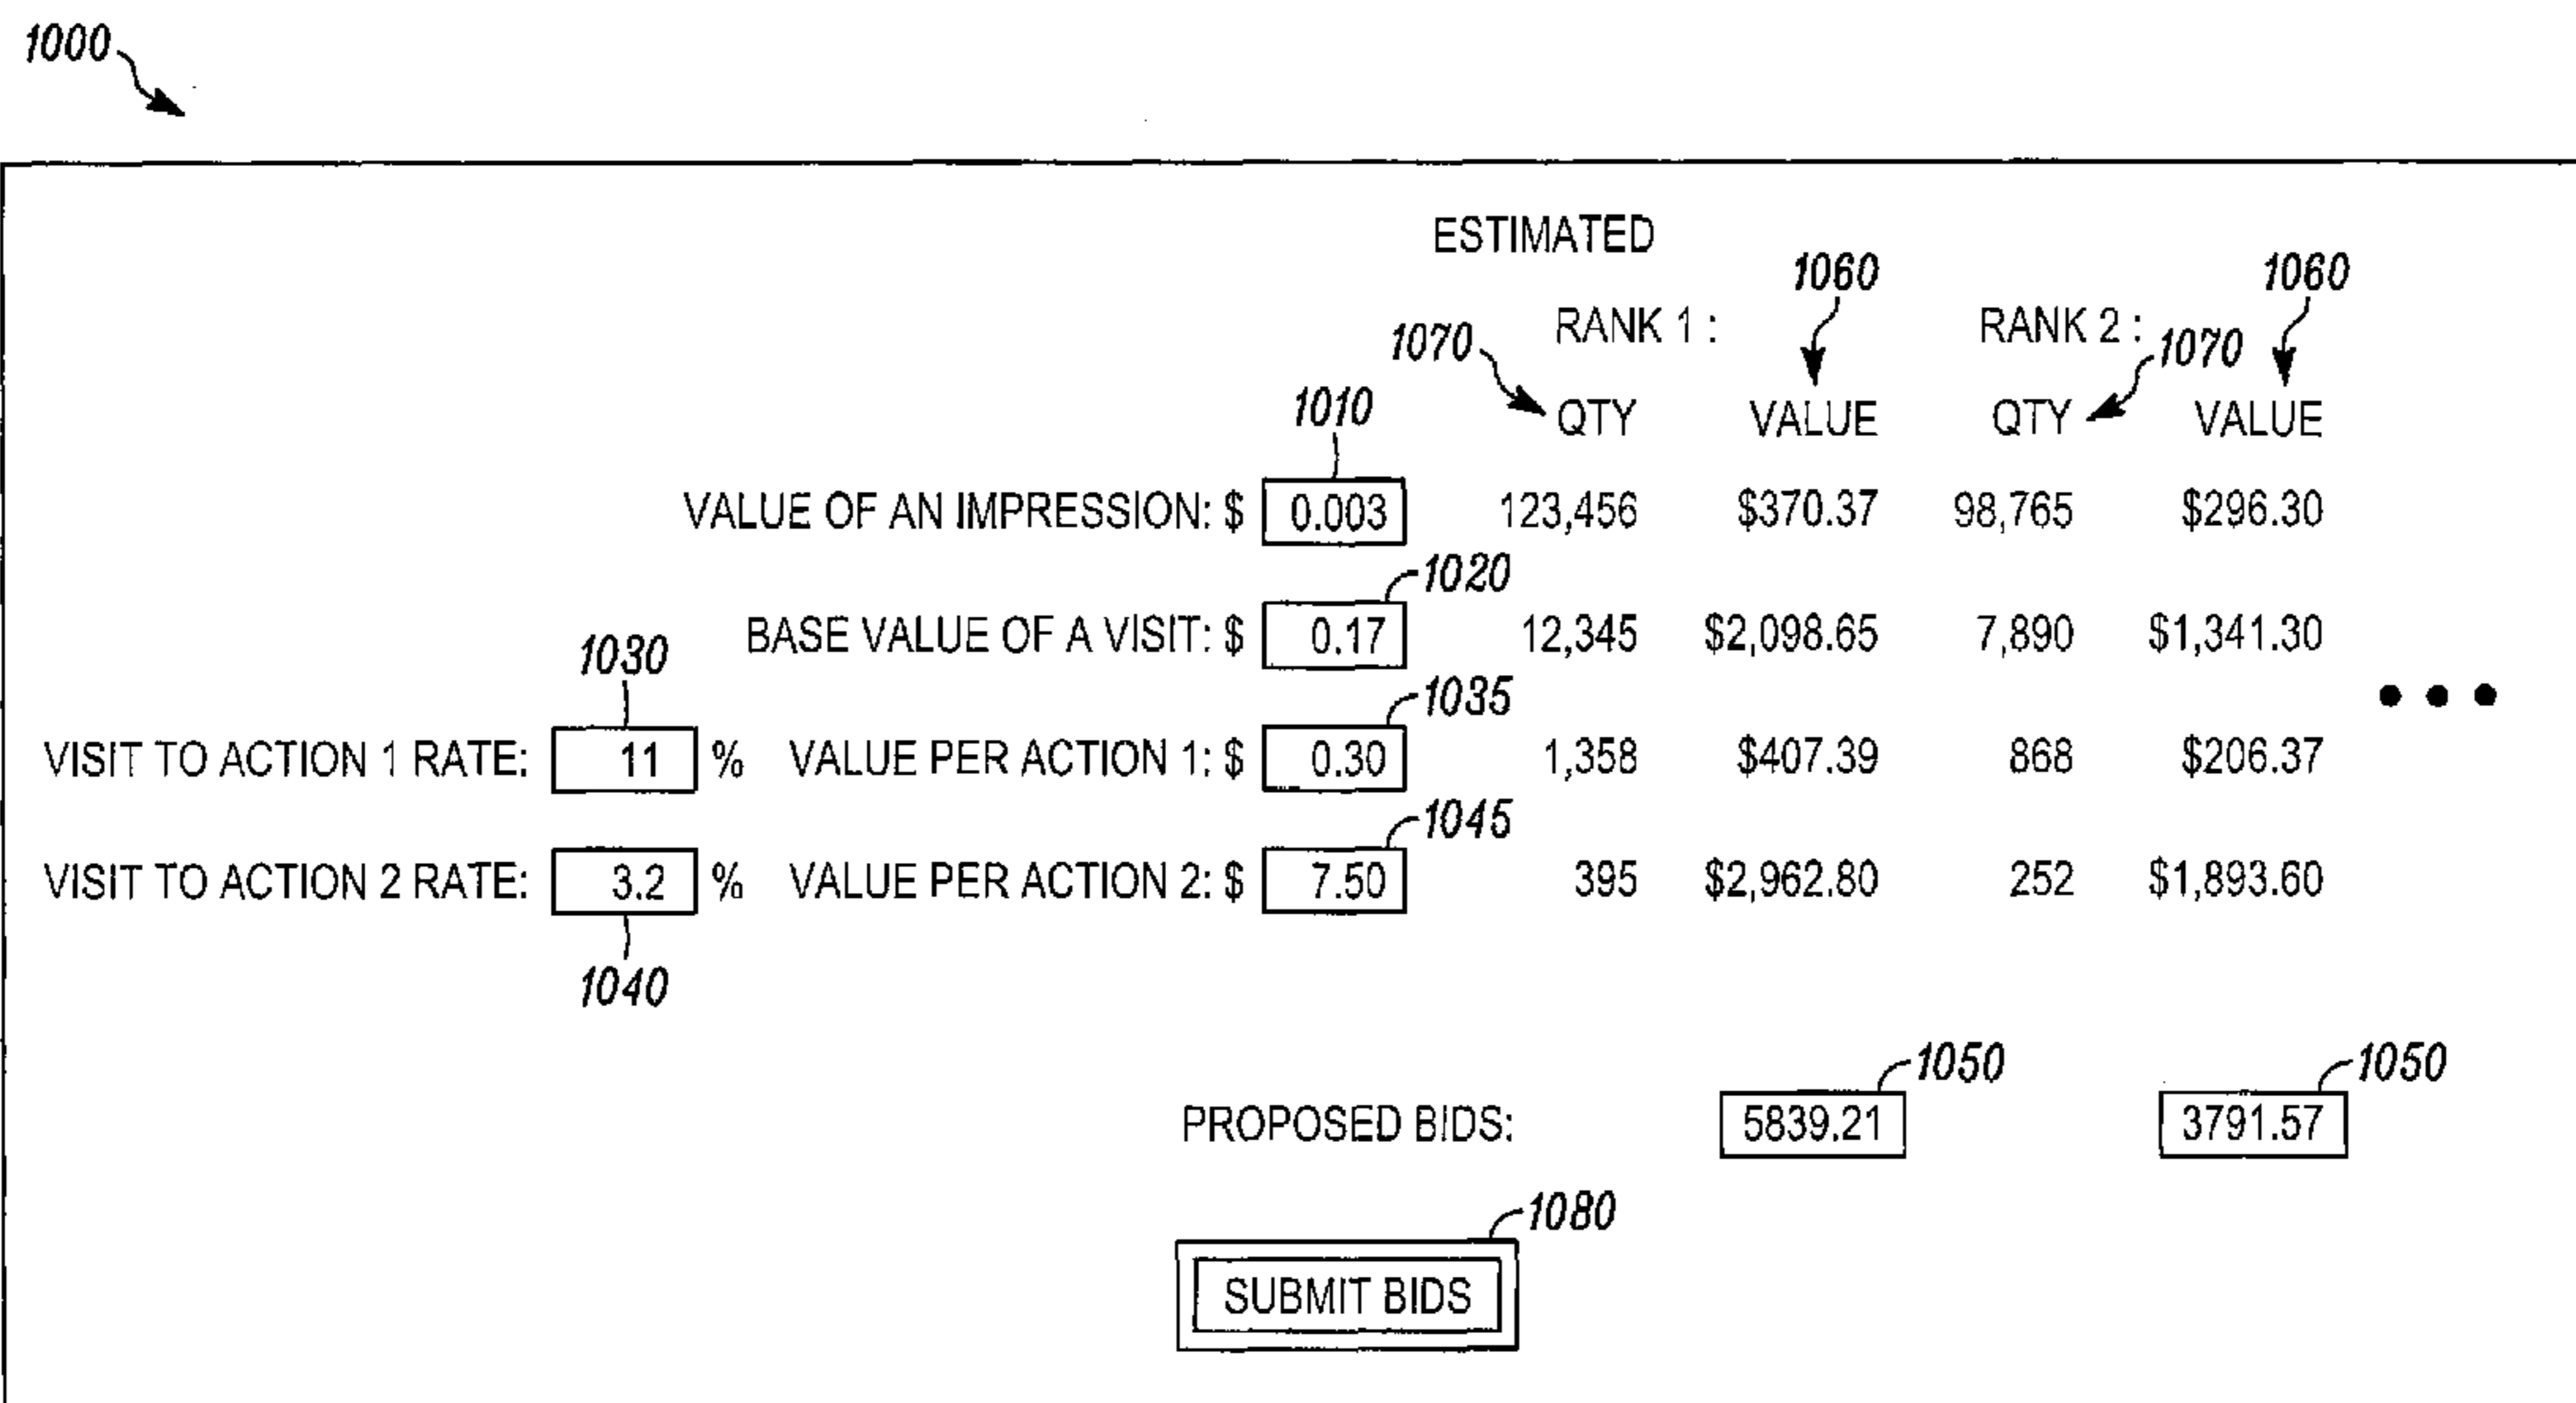 1000
ESTIMATED
1060 1060
RANK 1 : RANK 2 :
1070 1070
1010
QTY VALUE QTY VALUE
VALUE OF AN IMPRESSION: $ 0.003 123,456 $370.37 98,765 $296.30
1020
BASE VALUE OF A VISIT: $ 0.17 12,345 $2,098.65 7,890 $1,341.30
1030
1035
VISIT TO ACTION 1 RATE: 11 % VALUE PER ACTION 1: $ 0.30 1,358 $407.39 868 $206.37
1045
VISIT TO ACTION 2 RATE: 3.2 % VALUE PER ACTION 2: $ 7.50 395 $2,962.80 252 $1,893.60
1040
1050 1050
PROPOSED BIDS: 5839.21 3791.57
1080
SUBMIT BIDS